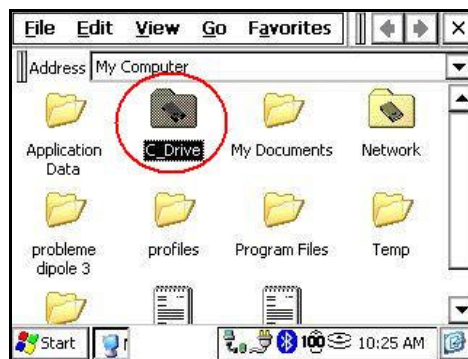 File Edit View Go Favorites
Address My Computer
Application Data
C_Drive
My Documents
Network
probleme dipole 3
profiles
Program Files
Temp
Start
100
10:25 AM